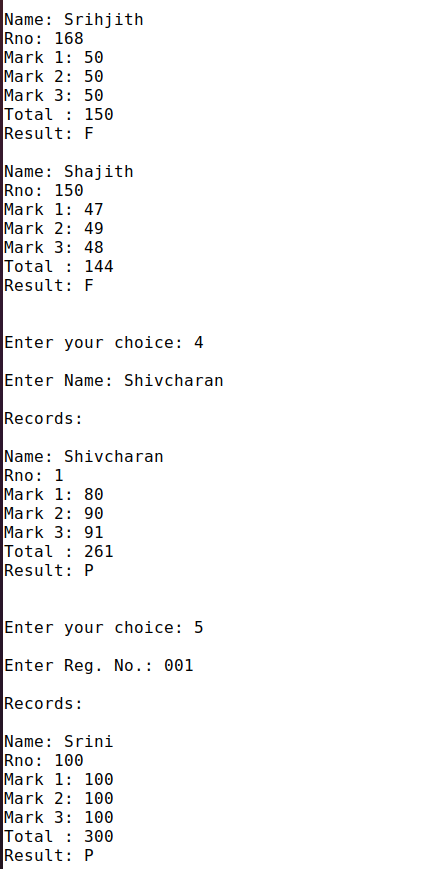 Name: Srihjith
Rno: 168
Mark 1: 50
Mark 2: 50
Mark 3: 50
Total : 150
Result: F
Name: Shajith
Rno: 150
Mark 1: 47
Mark 2: 49
Mark 3: 48
Total : 144
Result: F
Enter your choice: 4
Enter Name: Shivcharan
Records:
Name: Shivcharan
Rno: 1
Mark 1: 80
Mark 2: 90
Mark 3: 91
Total : 261
Result: P
Enter your choice: 5
Enter Reg. No.: 001
Records:
Name: Srini
Rno: 100
Mark 1: 100
Mark 2: 100
Mark 3: 100
Total : 300
Result: P